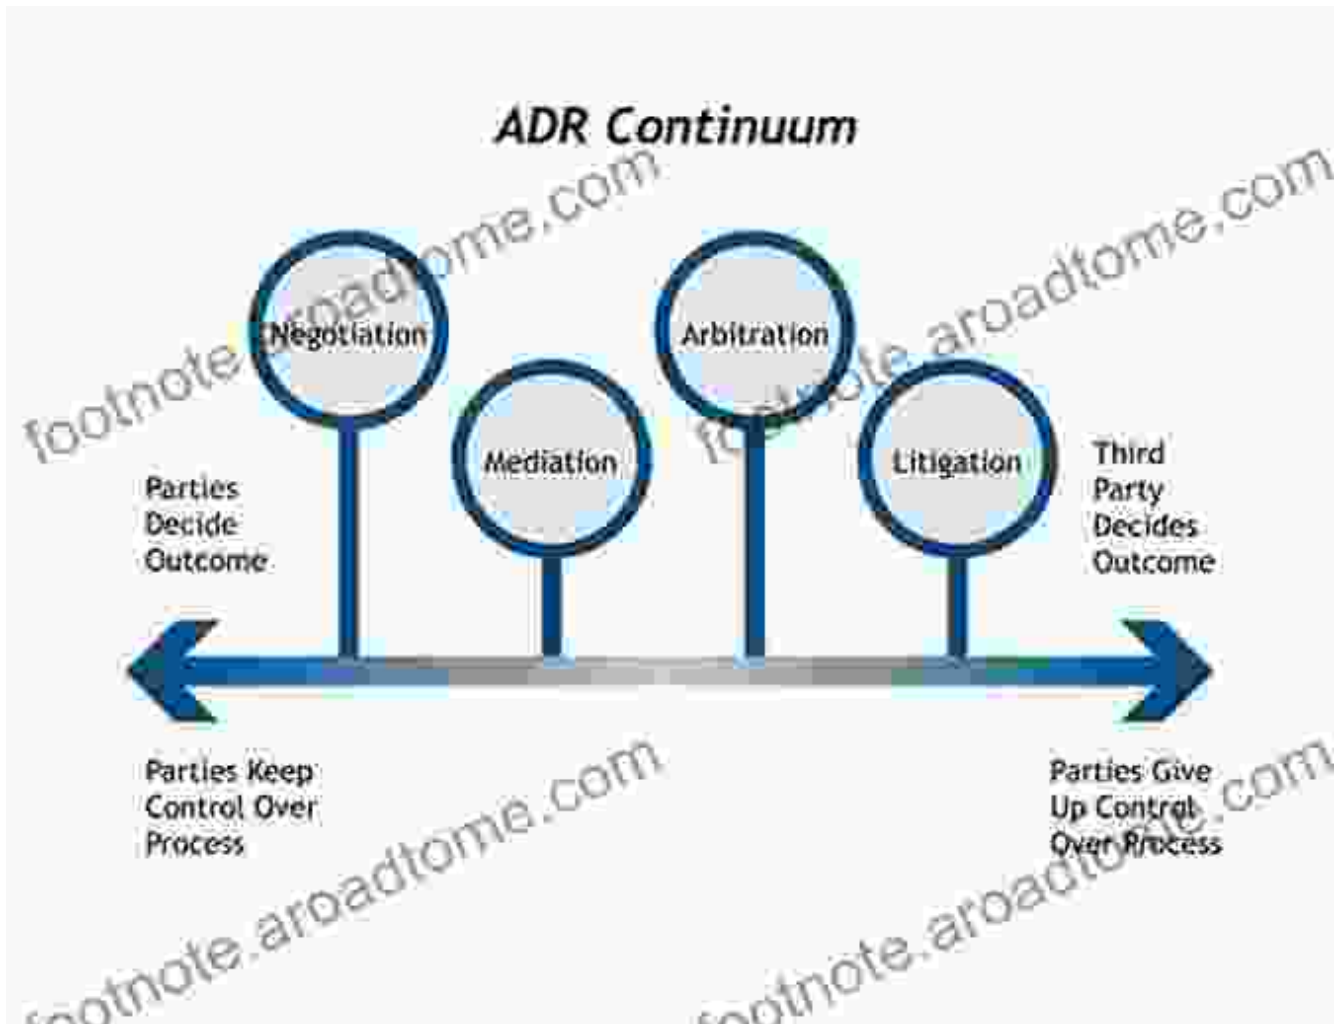 ADR Continuum
footnote.aroadtome.com
footnote.aroadtome.com
Negotiation
Arbitration
Mediation
Litigation
Parties
Decide
Outcome
Third
Party
Decides
Outcome
Parties Keep
Control Over
Process
Parties Give
Up Control
Over Process
footnote.aroadtome.com
footnote.aroadtome.com